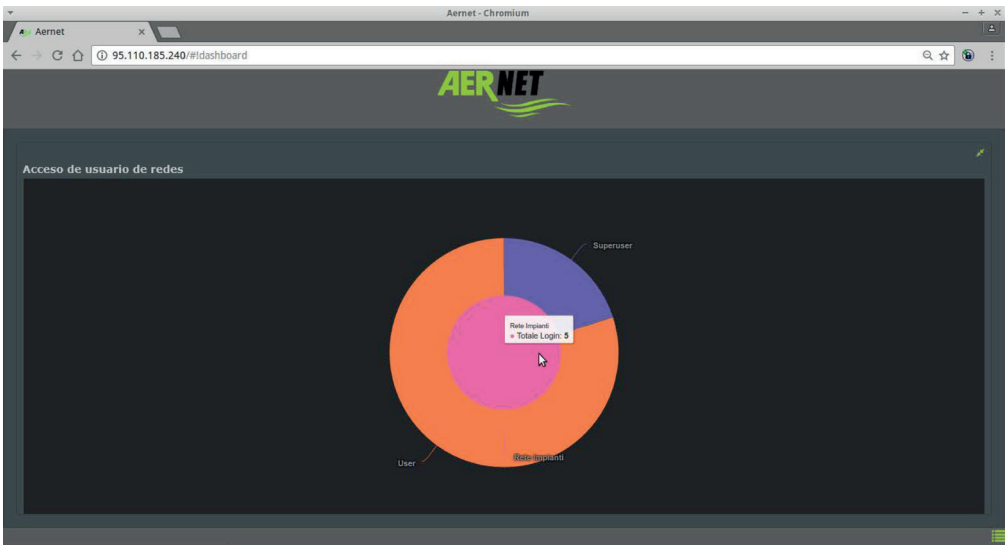 Aernet - Chromium
Aernet
95.110.185.240/#!dashboard
AERNET
Acceso de usuario de redes
Superuser
Rete Impianti
Totale Login: 5
User
Rete Impianti